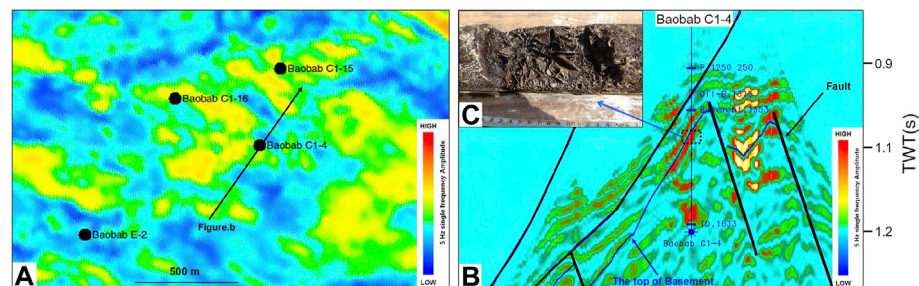 Baobab C1-15
Baobab C1-16
Baobab C1-4
Baobab E-2
Figure.b
500 m
HIGH
5 Hz single frequency Amplitude
LOW
A
C
Baobab C1-4
Fault
HIGH
5 Hz single frequency Amplitude
LOW
0.9
1.1
1.2
TWT(s)
TD,1633
Baobab C1-4
The top of Basement
B